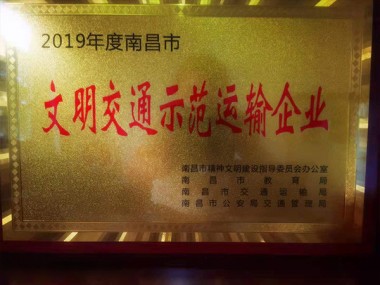 2019年度南昌市
文明交通示范运输企业
南昌市精神文明建设指导委员会办公室
南昌市教育局
南昌市交通运输局
南昌市公安局交通管理局